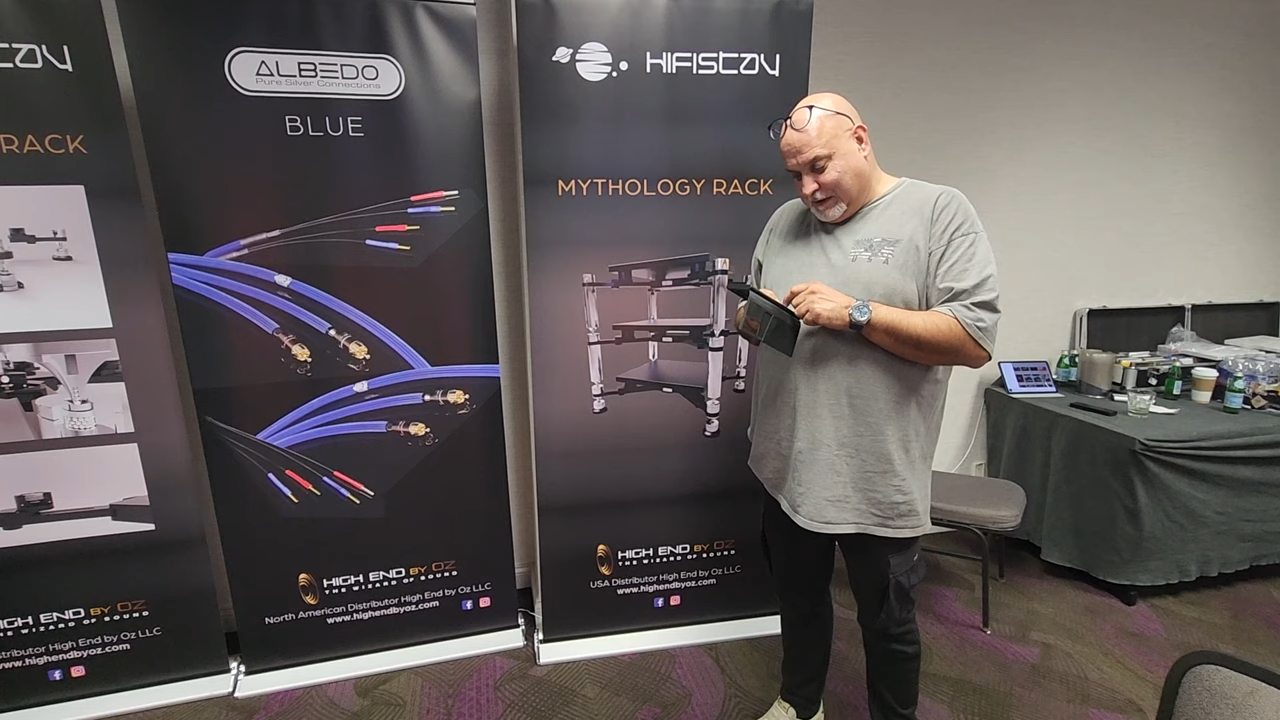 RACK
HIGH END BY OZ
THE WIZARD OF SOUND
High End by Oz LLC
www.highendbyoz.com
ALBEDO
Pure Silver Connections
BLUE
HIGH END BY OZ
THE WIZARD OF SOUND
North American Distributor High End by Oz LLC
www.highendbyoz.com
HIFISTAY
MYTHOLOGY RACK
HIGH END BY OZ
THE WIZARD OF SOUND
USA Distributor High End by Oz LLC
www.highendbyoz.com
USA